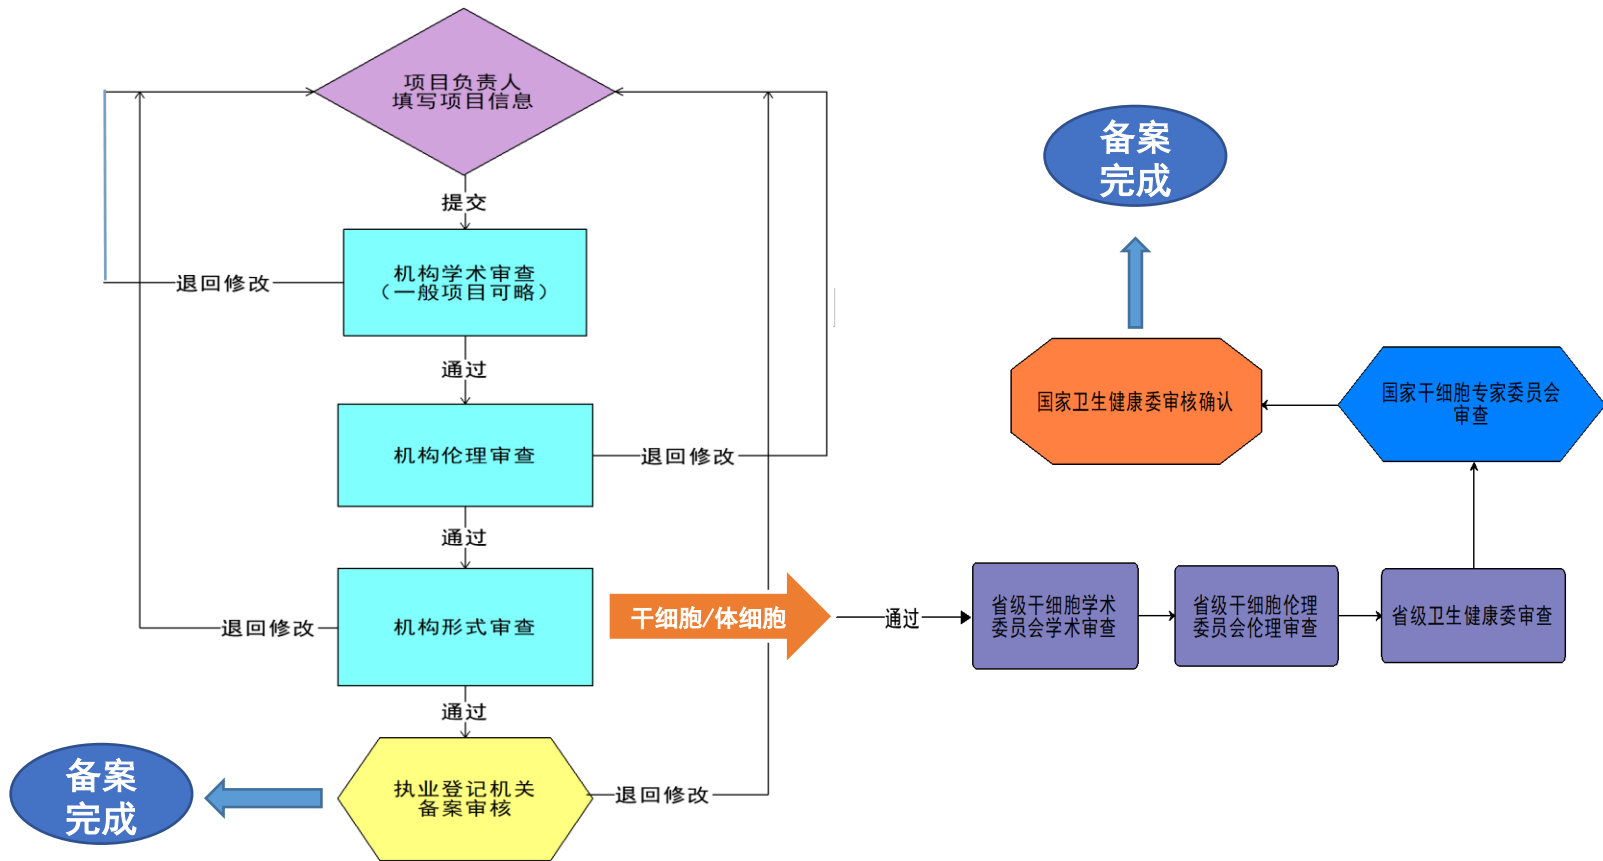 项目负责人
填写项目信息
提交
机构学术审查
（一般项目可略）
退回修改
通过
机构伦理审查
退回修改
通过
机构形式审查
退回修改
通过
执业登记机关
备案审核
退回修改
备案
完成
干细胞/体细胞
通过
省级干细胞学术
委员会学术审查
省级干细胞伦理
委员会伦理审查
省级卫生健康委审查
国家干细胞专家委员会
审查
国家卫生健康委审核确认
备案
完成